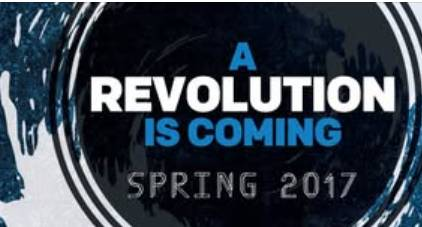 A
REVOLUTION
IS COMING
SPRING 2017